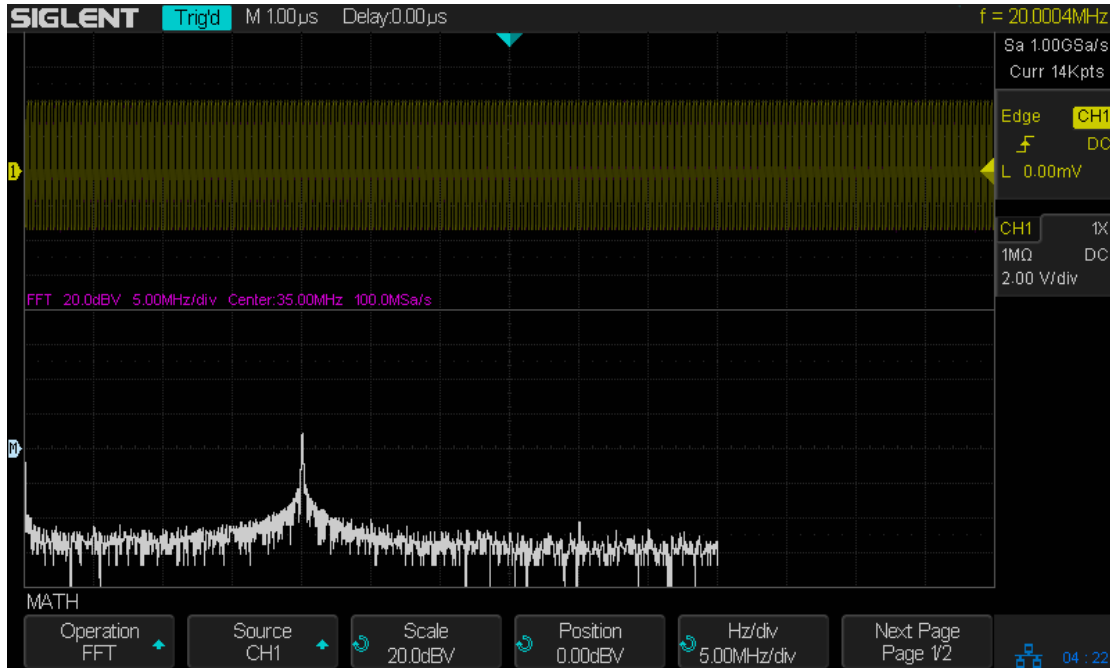 SIGLENT Trig'd M 1.00µs Delay:0.00µs f = 20.0004MHz
Sa 1.00GSa/s
Curr 14Kpts
Edge CH1
DC
L 0.00mV
1
CH1 1X
1MΩ DC
2.00 V/div
FFT 20.0dBV 5.00MHz/div Center:35.00MHz 100.0MSa/s
M
MATH
Operation Source Scale Position Hz/div Next Page
FFT CH1 20.0dBV 0.00dBV 5.00MHz/div Page 1/2
04:22